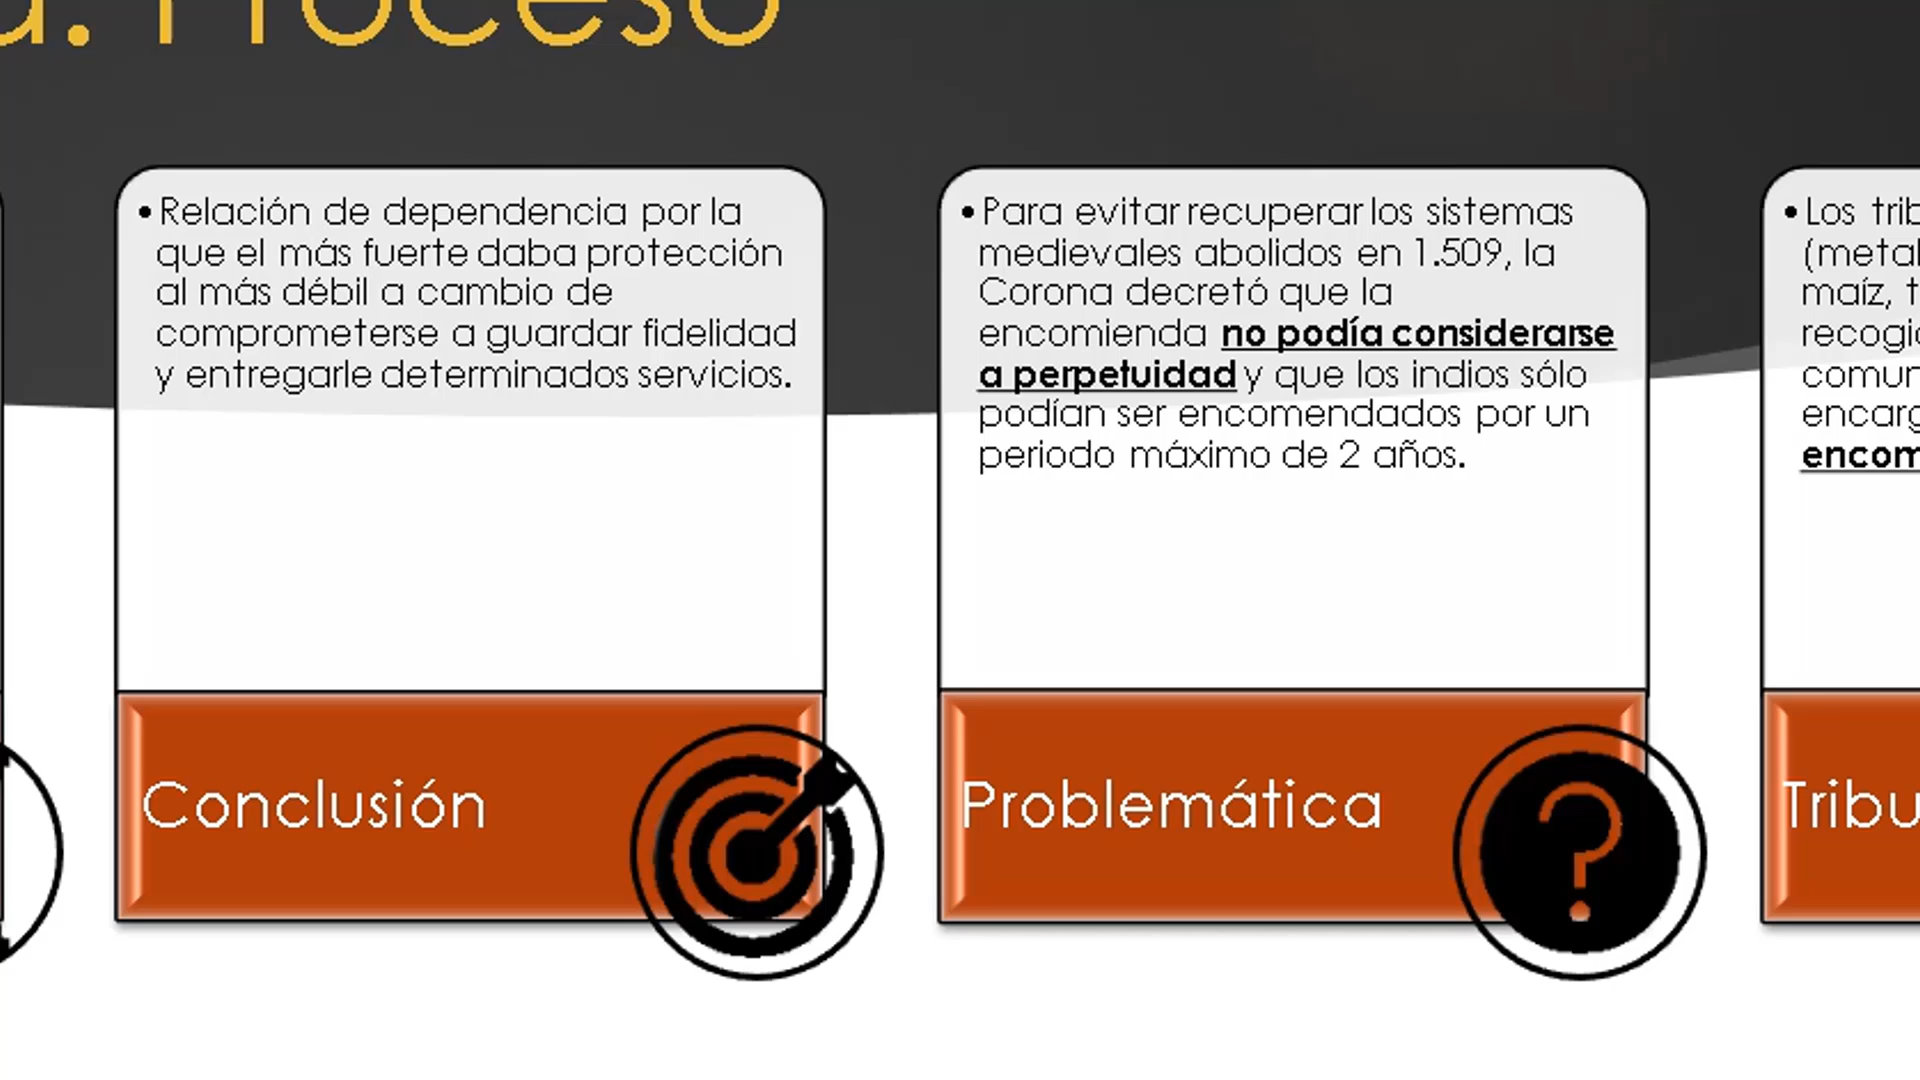 Proceso
• Relación de dependencia por la
que el más fuerte daba protección
al más débil a cambio de
comprometerse a guardar fidelidad
y entregarle determinados servicios.
Conclusión
• Para evitar recuperar los sistemas
medievales abolidos en 1.509, la
Corona decretó que la
encomienda no podía considerarse
a perpetuidad y que los indios sólo
podían ser encomendados por un
periodo máximo de 2 años.
Problemática
?
• Los
maíz,